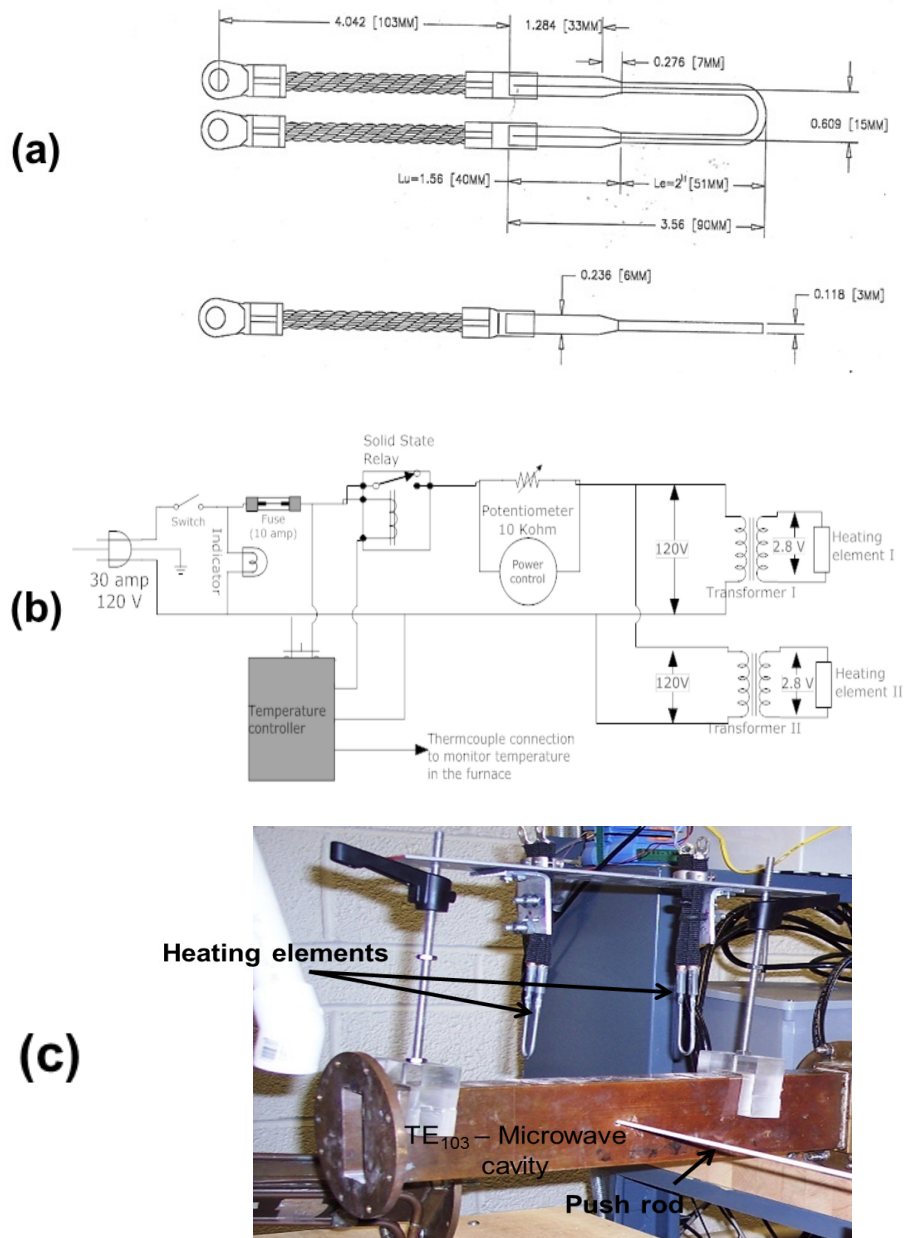 4.042 [103MM]
1.284 [33MM]
0.276 [7MM]
(a)
0.609 [15MM]
Lu=1.56 [40MM]
Le=2" [51MM]
3.56 [90MM]
0.236 [6MM]
0.118 [3MM]
(b)
Solid State
Relay
Switch
Fuse
(10 amp)
Indicator
30 amp
120 V
Potentiometer
10 Kohm
Power
control
120V
2.8 V
Heating
element I
Transformer I
120V
2.8 V
Heating
element II
Transformer II
Temperature
controller
Thermcouple connection
to monitor temperature
in the furnace
(c)
Heating elements
TE103 – Microwave
cavity
Push rod